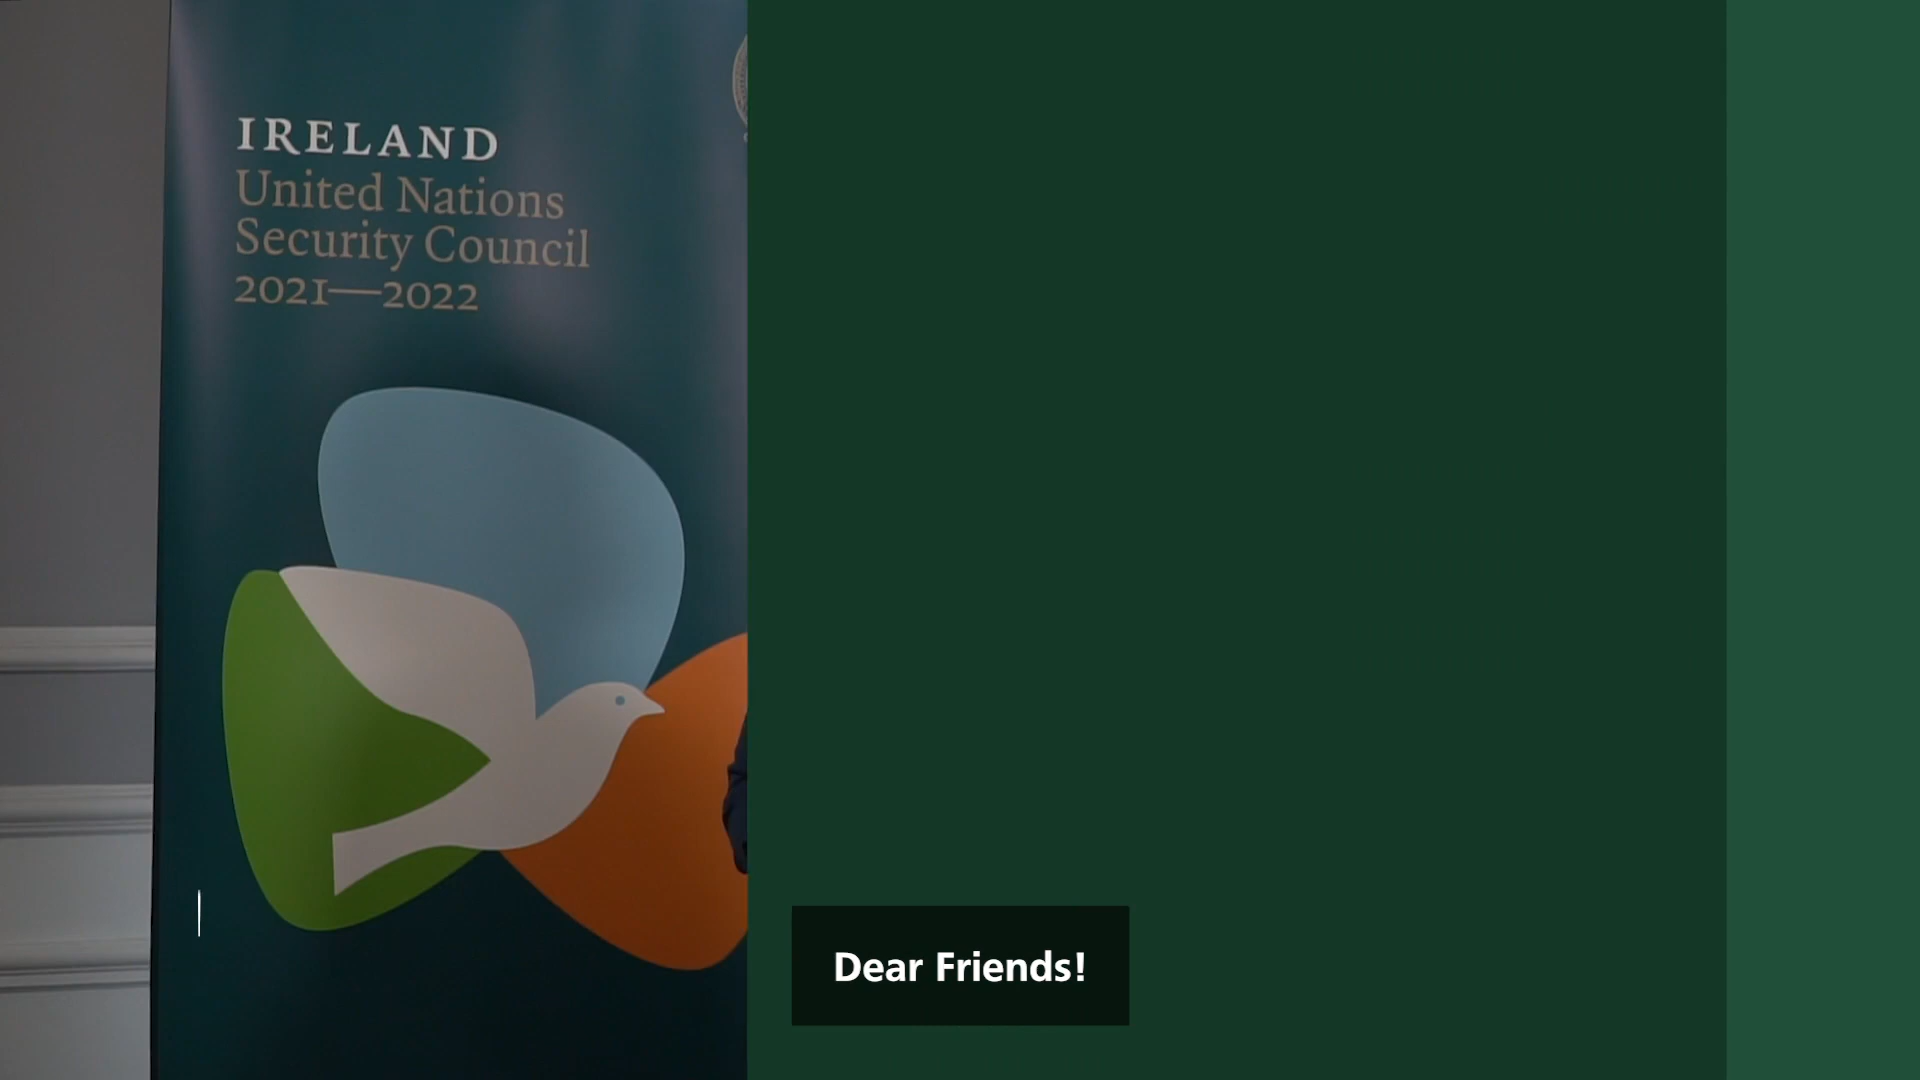 IRELAND
United Nations
Security Council
2021—2022
Dear Friends!